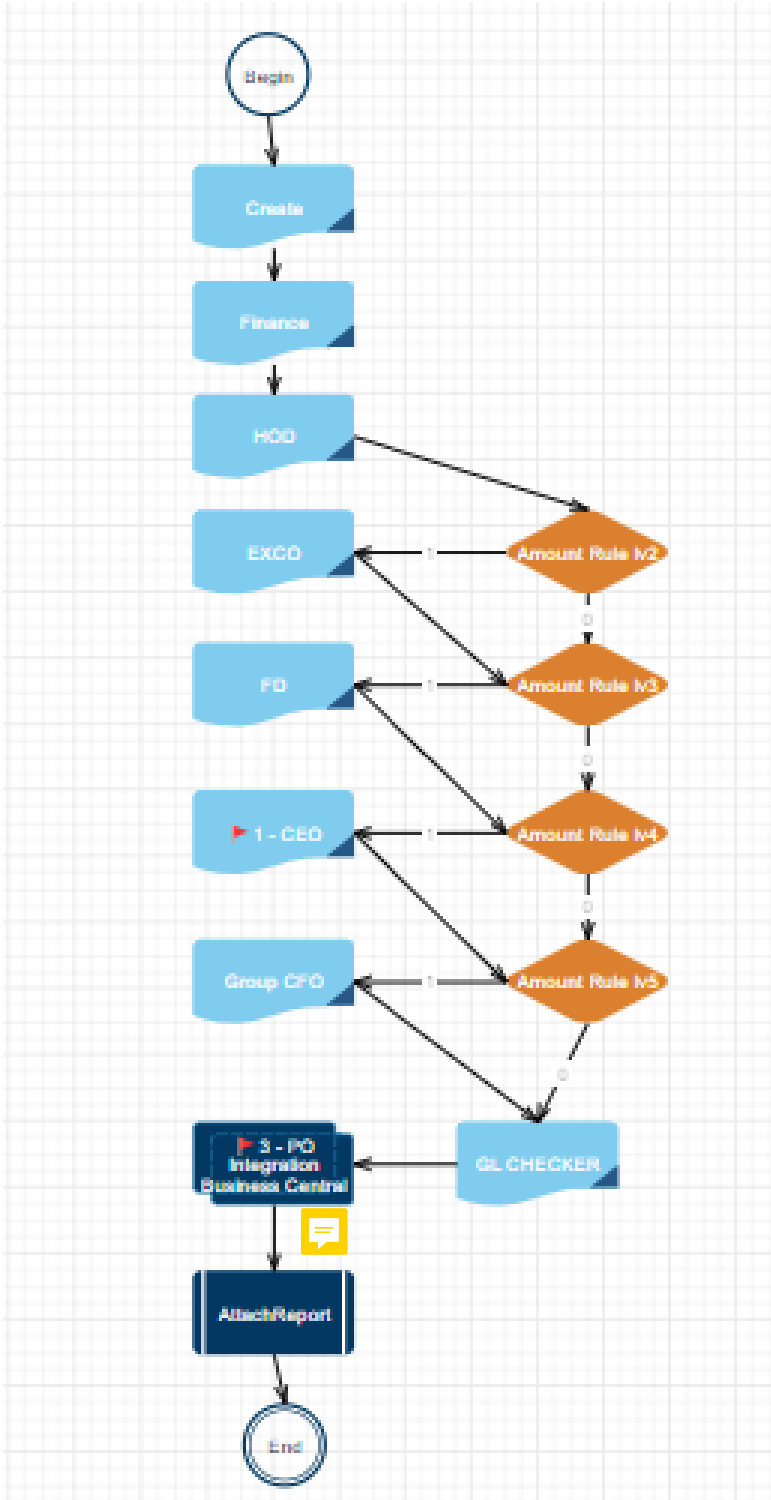 Begin
Create
Finance
HOD
EXCO
1
Amount Rule lv2
0
FD
1
Amount Rule lv3
0
1 - CEO
1
Amount Rule lv4
0
Group CFO
1
Amount Rule lv5
0
3 - PO
Integration
Business Central
GL CHECKER
AttachReport
End